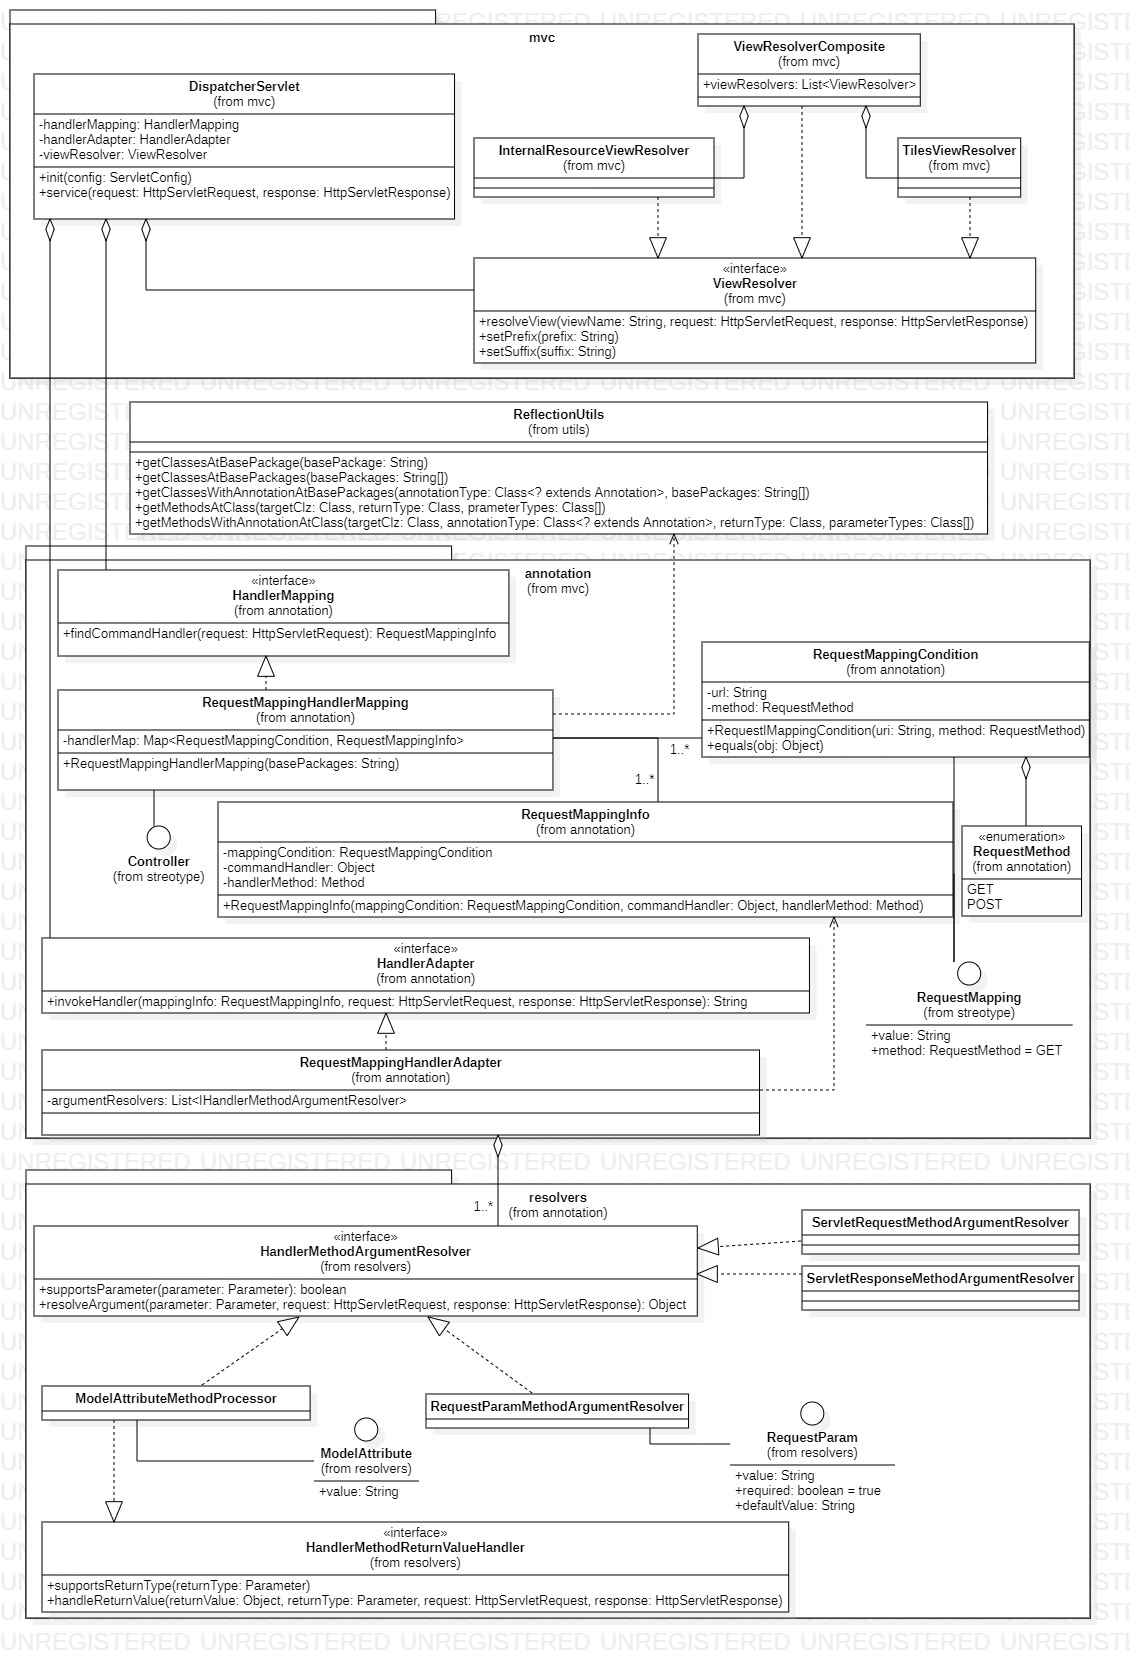 mvc
ViewResolverComposite
(from mvc)
+viewResolvers: List<ViewResolver>
DispatcherServlet
(from mvc)
-handlerMapping: HandlerMapping
-handlerAdapter: HandlerAdapter
-viewResolver: ViewResolver
+init(config: ServletConfig)
+service(request: HttpServletRequest, response: HttpServletResponse)
InternalResourceViewResolver
(from mvc)
TilesViewResolver
(from mvc)
«interface»
ViewResolver
(from mvc)
+resolveView(viewName: String, request: HttpServletRequest, response: HttpServletResponse)
+setPrefix(prefix: String)
+setSuffix(suffix: String)
UNREGISTERED UNREGISTERED UNREGISTERED UNREGISTERED UNREGISTERED
ReflectionUtils
(from utils)
+getClassesAtBasePackage(basePackage: String)
+getClassesAtBasePackages(basePackages: String[])
+getClassesWithAnnotationAtBasePackages(annotationType: Class<? extends Annotation>, basePackages: String[])
+getMethodsAtClass(targetClz: Class, returnType: Class, prameterTypes: Class[])
+getMethodsWithAnnotationAtClass(targetClz: Class, annotationType: Class<? extends Annotation>, returnType: Class, parameterTypes: Class[])
annotation
(from mvc)
«interface»
HandlerMapping
(from annotation)
+findCommandHandler(request: HttpServletRequest): RequestMappingInfo
RequestMappingCondition
(from annotation)
-url: String
-method: RequestMethod
+RequestIMappingCondition(uri: String, method: RequestMethod)
+equals(obj: Object)
RequestMappingHandlerMapping
(from annotation)
-handlerMap: Map<RequestMappingCondition, RequestMappingInfo>
+RequestMappingHandlerMapping(basePackages: String)
1..*
1..*
Controller
(from streotype)
RequestMappingInfo
(from annotation)
-mappingCondition: RequestMappingCondition
-commandHandler: Object
-handlerMethod: Method
+RequestMappingInfo(mappingCondition: RequestMappingCondition, commandHandler: Object, handlerMethod: Method)
«enumeration»
RequestMethod
(from annotation)
GET
POST
«interface»
HandlerAdapter
(from annotation)
+invokeHandler(mappingInfo: RequestMappingInfo, request: HttpServletRequest, response: HttpServletResponse): String
RequestMapping
(from streotype)
+value: String
+method: RequestMethod = GET
RequestMappingHandlerAdapter
(from annotation)
-argumentResolvers: List<IHandlerMethodArgumentResolver>
UNREGISTERED UNREGISTERED UNREGISTERED UNREGISTERED UNREGISTERED
1..*
resolvers
(from annotation)
«interface»
HandlerMethodArgumentResolver
(from resolvers)
+supportsParameter(parameter: Parameter): boolean
+resolveArgument(parameter: Parameter, request: HttpServletRequest, response: HttpServletResponse): Object
ServletRequestMethodArgumentResolver
ServletResponseMethodArgumentResolver
ModelAttributeMethodProcessor
RequestParamMethodArgumentResolver
ModelAttribute
(from resolvers)
+value: String
RequestParam
(from resolvers)
+value: String
+required: boolean = true
+defaultValue: String
«interface»
HandlerMethodReturnValueHandler
(from resolvers)
+supportsReturnType(returnType: Parameter)
+handleReturnValue(returnValue: Object, returnType: Parameter, request: HttpServletRequest, response: HttpServletResponse)
UNREGISTERED UNREGISTERED UNREGISTERED UNREGISTERED UNREGISTERED